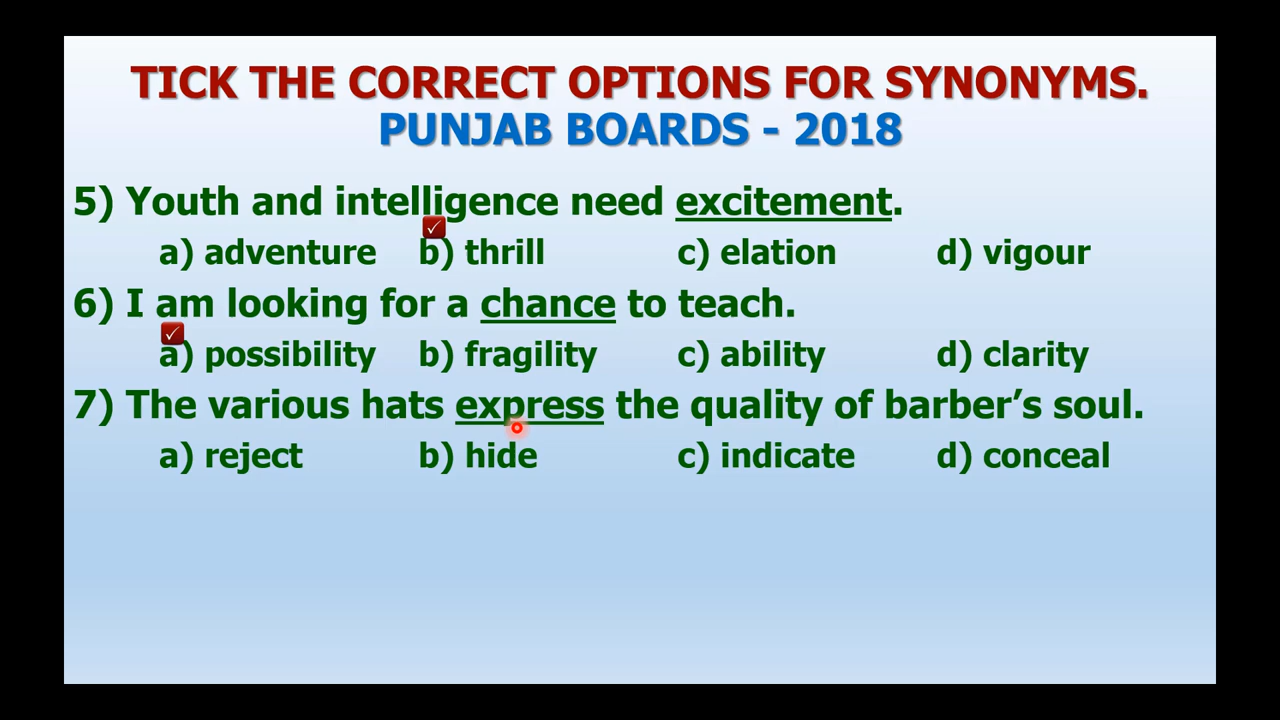 TICK THE CORRECT OPTIONS FOR SYNONYMS.
PUNJAB BOARDS - 2018
5) Youth and intelligence need excitement.
a) adventure b) thrill c) elation d) vigour
6) I am looking for a chance to teach.
a) possibility b) fragility c) ability d) clarity
7) The various hats express the quality of barber’s soul.
a) reject b) hide c) indicate d) conceal